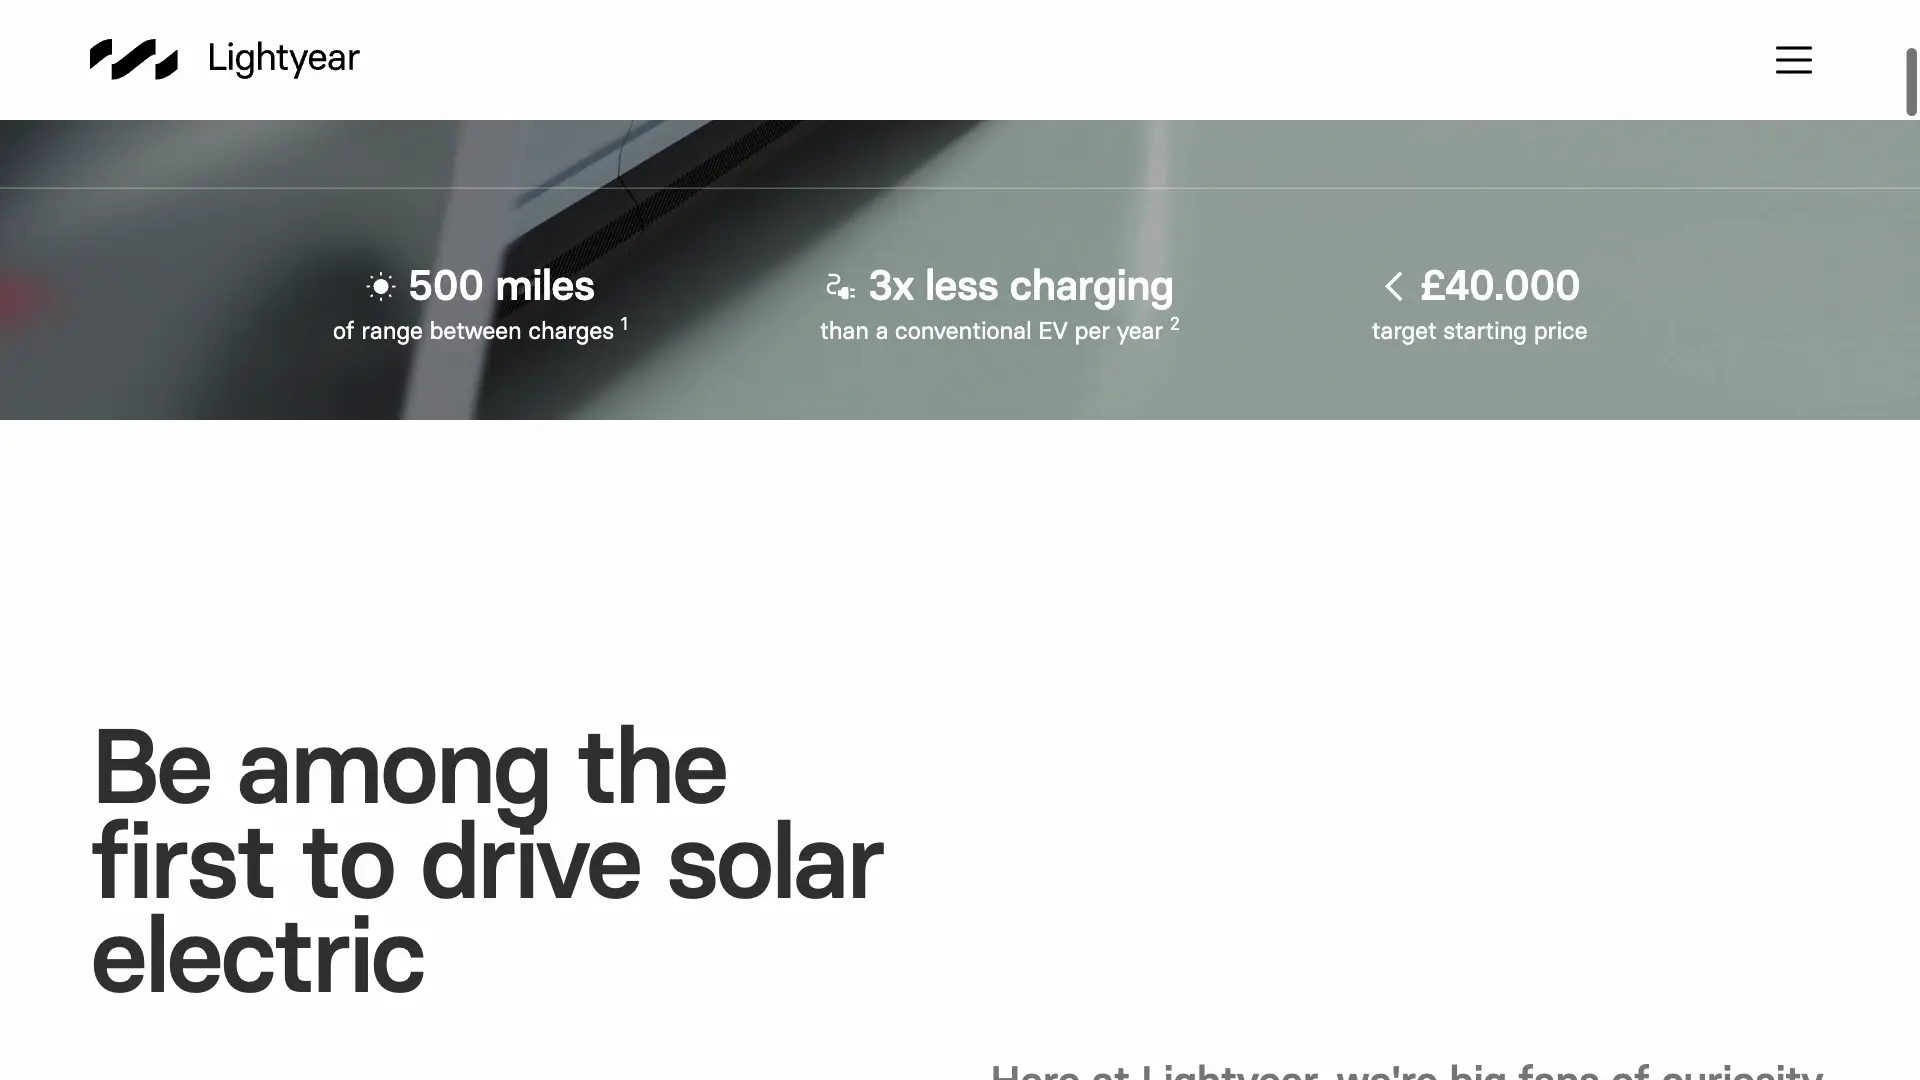 Lightyear
500 miles
of range between charges 1
3x less charging
than a conventional EV per year 2
< £40.000
target starting price
Be among the
first to drive solar
electric
Here at Lightyear, we're big fans of curiosity